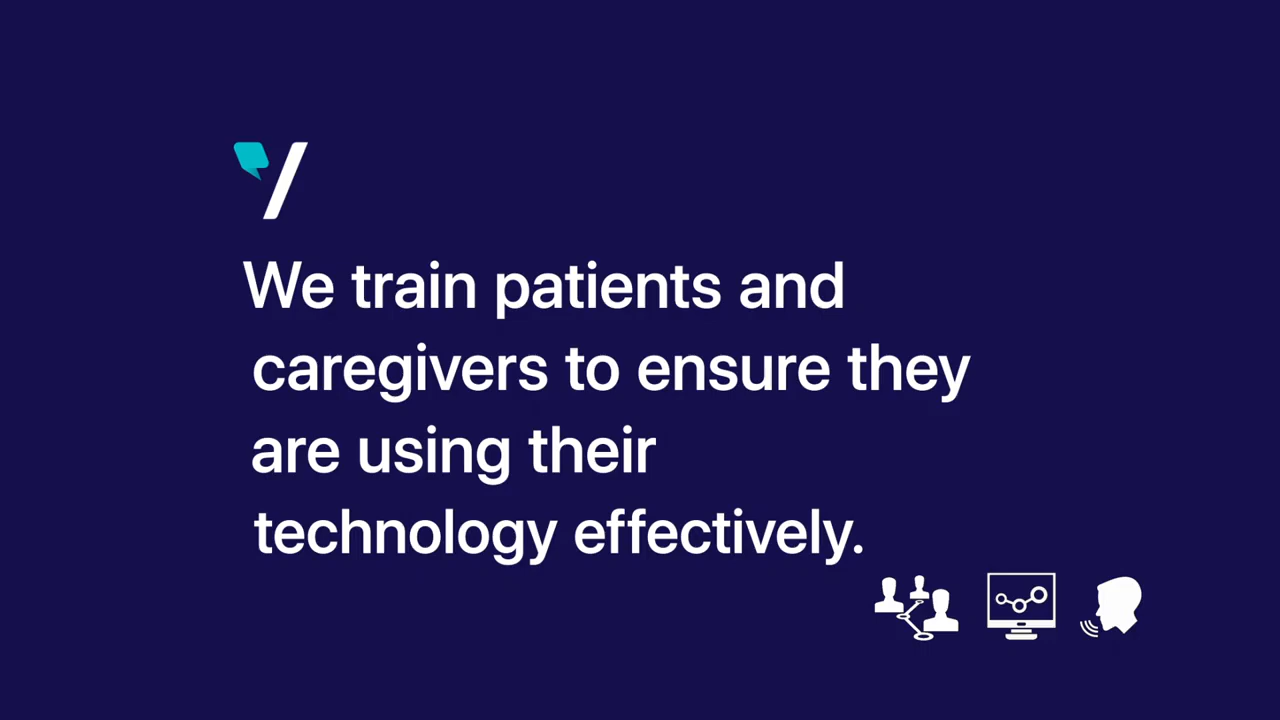 We train patients and
caregivers to ensure they
are using their
technology effectively.